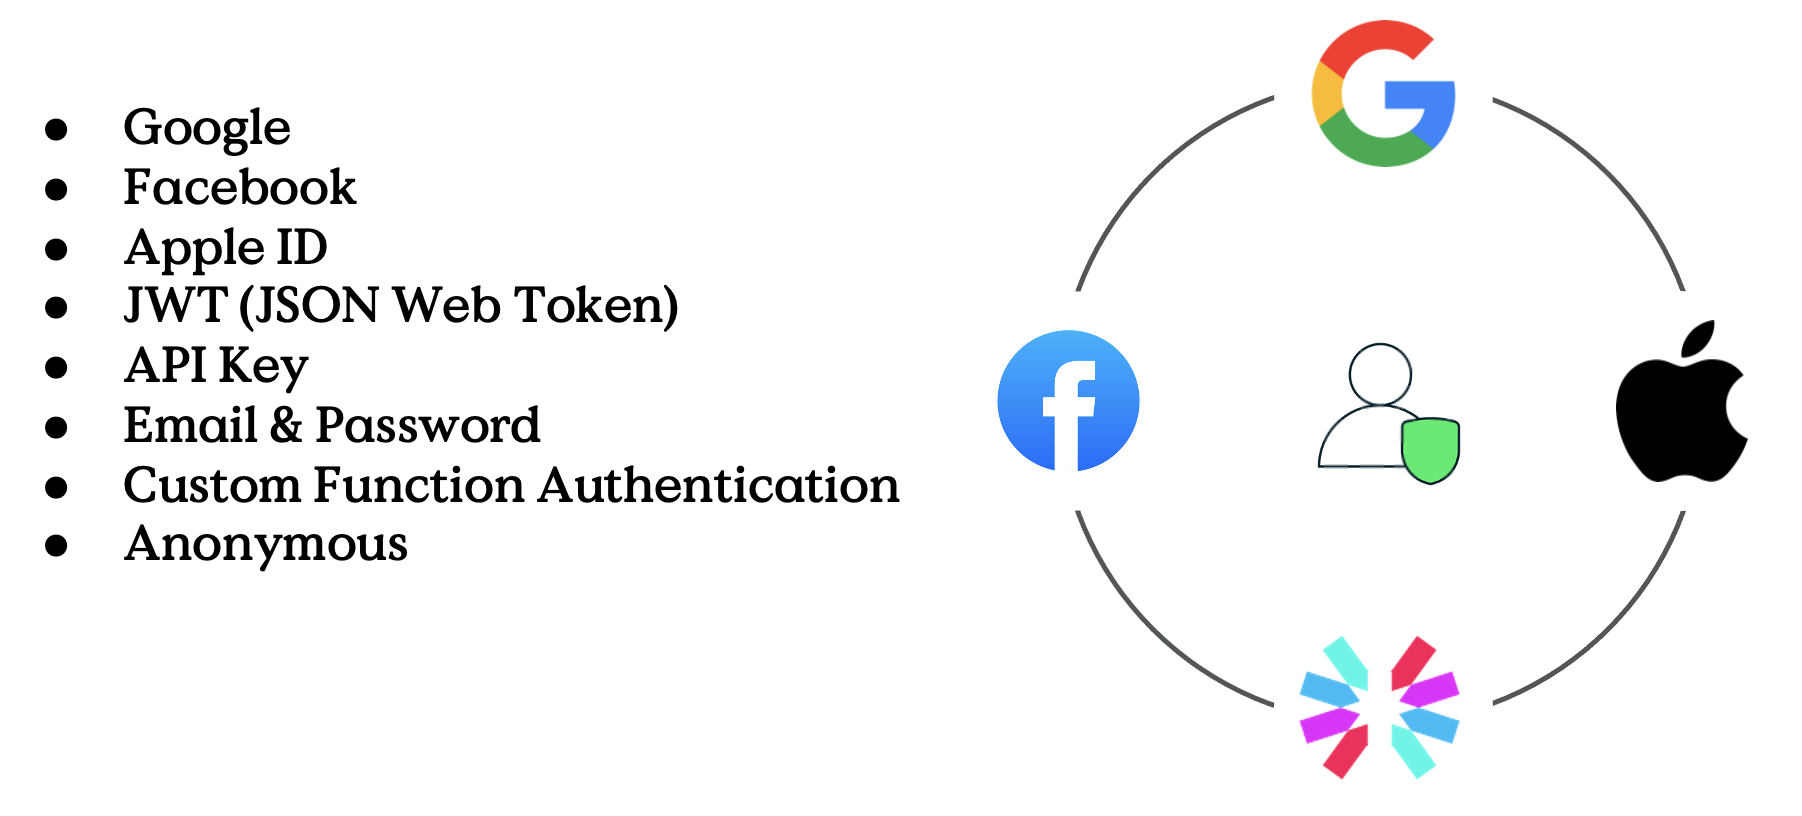 ● Google
● Facebook
● Apple ID
● JWT (JSON Web Token)
● API Key
● Email & Password
● Custom Function Authentication
● Anonymous